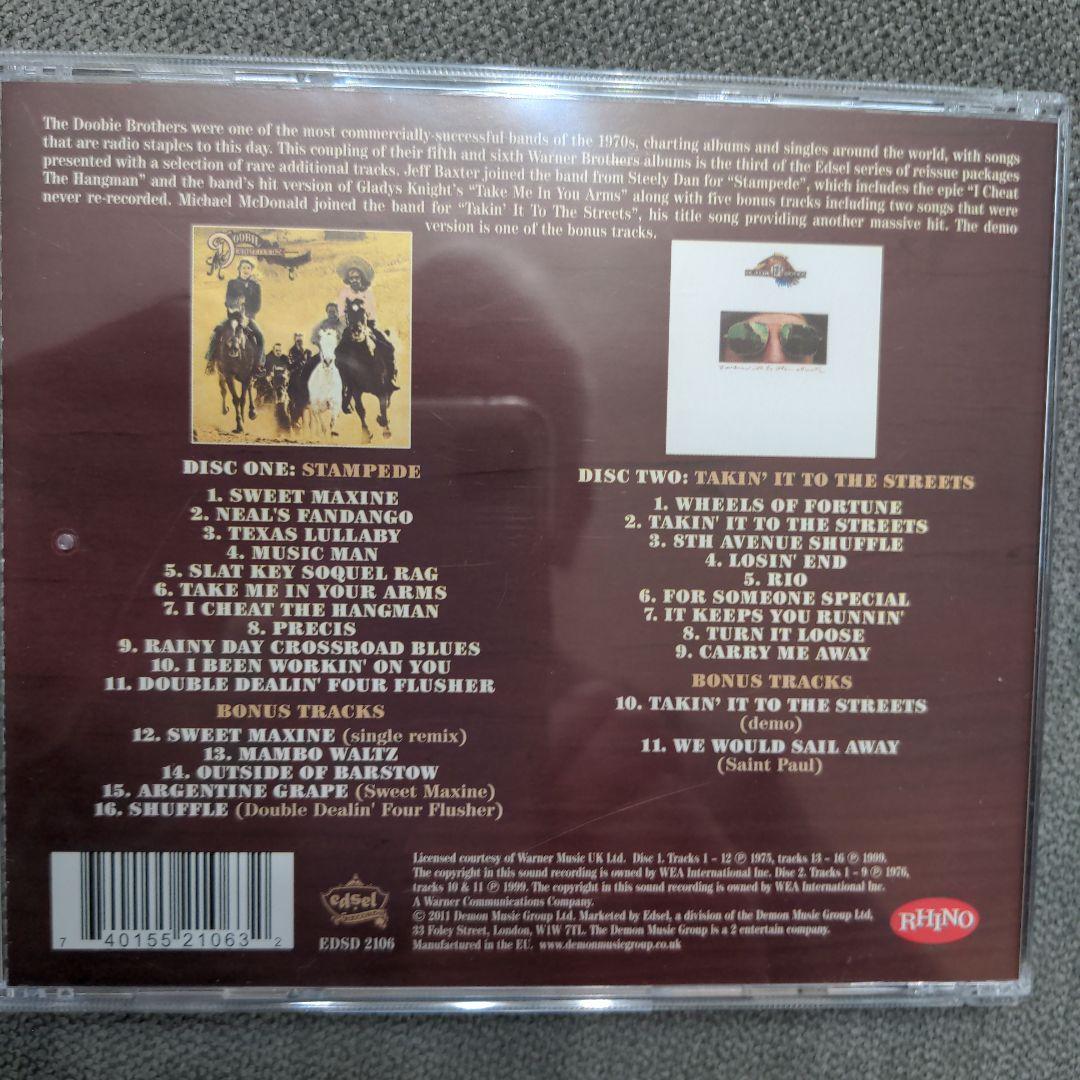 The Doobie Brothers were one of the most commercially-successful bands of the 1970s, charting albums and singles around the world, with songs
that are radio staples to this day. This coupling of their fifth and sixth Warner Brothers albums is the third of the Edsel series of reissue packages
presented with a selection of rare additional tracks. Jeff Baxter joined the band from Steely Dan for "Stampede", which includes the epic "I Cheat
The Hangman" and the band's hit version of Gladys Knight's "Take Me In You Arms" along with five bonus tracks including two songs that were
never re-recorded. Michael McDonald joined the band for "Takin' It To The Streets", his title song providing another massive hit. The demo
version is one of the bonus tracks.
DISC ONE: STAMPEDE
1. SWEET MAXINE
2. NEAL'S FANDANGO
3. TEXAS LULLABY
4. MUSIC MAN
5. SLAT KEY SOQUEL RAG
6. TAKE ME IN YOUR ARMS
7. I CHEAT THE HANGMAN
8. PRECIS
9. RAINY DAY CROSSROAD BLUES
10. I BEEN WORKIN' ON YOU
11. DOUBLE DEALIN' FOUR FLUSHER
BONUS TRACKS
12. SWEET MAXINE (single remix)
13. MAMBO WALTZ
14. OUTSIDE OF BARSTOW
15. ARGENTINE GRAPE (Sweet Maxine)
16. SHUFFLE (Double Dealin' Four Flusher)
DISC TWO: TAKIN' IT TO THE STREETS
1. WHEELS OF FORTUNE
2. TAKIN' IT TO THE STREETS
3. 8TH AVENUE SHUFFLE
4. LOSIN' END
5. RIO
6. FOR SOMEONE SPECIAL
7. IT KEEPS YOU RUNNIN'
8. TURN IT LOOSE
9. CARRY ME AWAY
BONUS TRACKS
10. TAKIN' IT TO THE STREETS
(demo)
11. WE WOULD SAIL AWAY
(Saint Paul)
7 40155 21063 2
edsel
EDSD 2106
Licensed courtesy of Warner Music UK Ltd. Disc 1. Tracks 1 - 12 ℗ 1975, tracks 13 - 16 ℗ 1999.
The copyright in this sound recording is owned by WEA International Inc. Disc 2. Tracks 1 - 9 ℗ 1976,
tracks 10 & 11 ℗ 1999. The copyright in this sound recording is owned by WEA International Inc.
A Warner Communications Company.
© 2011 Demon Music Group Ltd. Marketed by Edsel, a division of the Demon Music Group Ltd,
33 Foley Street, London, W1W 7TL. The Demon Music Group is a 2 entertain company.
Manufactured in the EU. www.demonmusicgroup.co.uk
RHINO